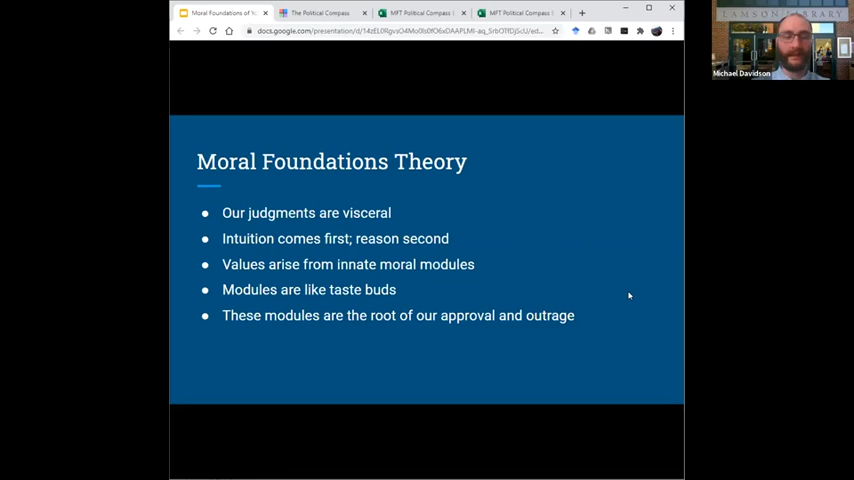 Moral Foundations of Yo
The Political Compass
MFT Political Compass
MFT Political Compass
LAMSON LIBRARY
Michael Davidson
Moral Foundations Theory
● Our judgments are visceral
● Intuition comes first; reason second
● Values arise from innate moral modules
● Modules are like taste buds
● These modules are the root of our approval and outrage